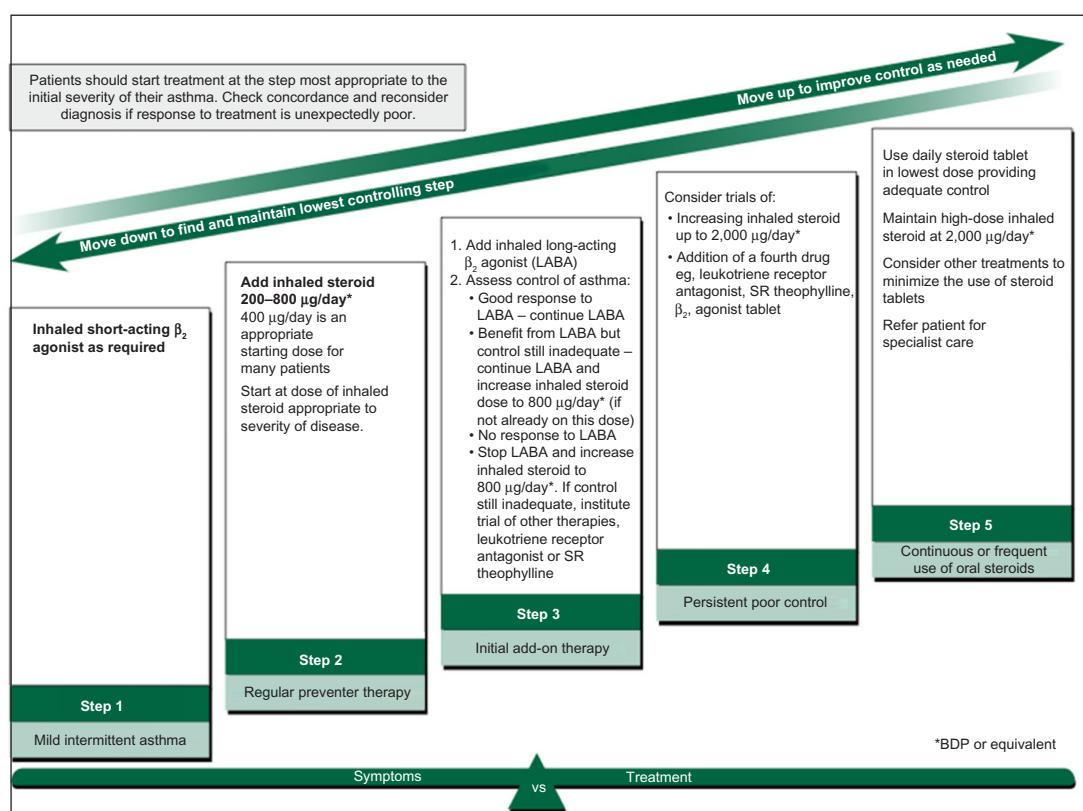 Patients should start treatment at the step most appropriate to the
initial severity of their asthma. Check concordance and reconsider
diagnosis if response to treatment is unexpectedly poor.
Move up to improve control as needed
Move down to find and maintain lowest controlling step
Inhaled short-acting β₂
agonist as required
Step 1
Mild intermittent asthma
Add inhaled steroid
200–800 μg/day*
400 μg/day is an
appropriate
starting dose for
many patients
Start at dose of inhaled
steroid appropriate to
severity of disease.
Step 2
Regular preventer therapy
1. Add inhaled long-acting
β₂ agonist (LABA)
2. Assess control of asthma:
• Good response to
LABA – continue LABA
• Benefit from LABA but
control still inadequate –
continue LABA and
increase inhaled steroid
dose to 800 μg/day* (if
not already on this dose)
• No response to LABA
• Stop LABA and increase
inhaled steroid to
800 μg/day*. If control
still inadequate, institute
trial of other therapies,
leukotriene receptor
antagonist or SR
theophylline
Step 3
Initial add-on therapy
Consider trials of:
• Increasing inhaled steroid
up to 2,000 μg/day*
• Addition of a fourth drug
eg, leukotriene receptor
antagonist, SR theophylline,
β₂, agonist tablet
Step 4
Persistent poor control
Use daily steroid tablet
in lowest dose providing
adequate control
Maintain high-dose inhaled
steroid at 2,000 μg/day*
Consider other treatments to
minimize the use of steroid
tablets
Refer patient for
specialist care
Step 5
Continuous or frequent
use of oral steroids
*BDP or equivalent
Symptoms
vs
Treatment